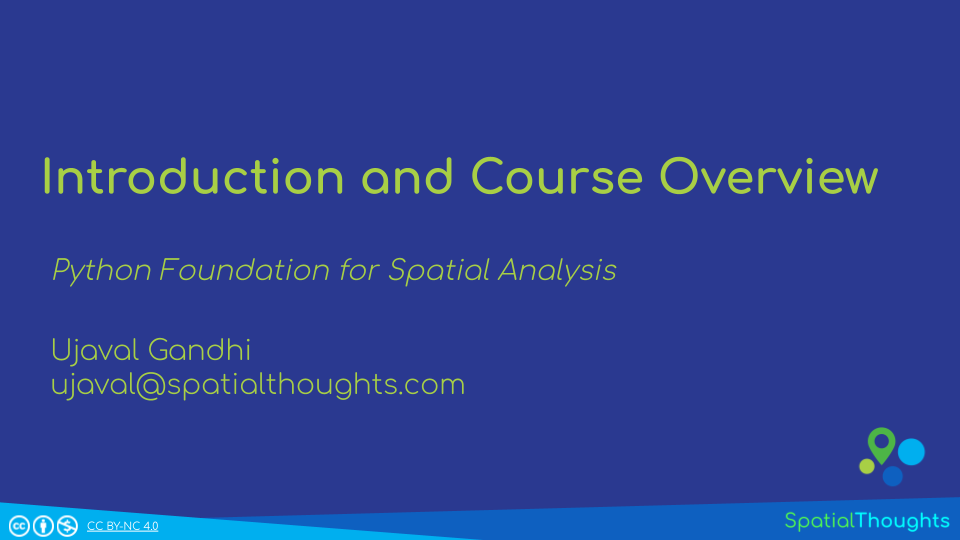 Introduction and Course Overview
Python Foundation for Spatial Analysis
Ujaval Gandhi
ujaval@spatialthoughts.com
cc
CC BY-NC 4.0
SpatialThoughts